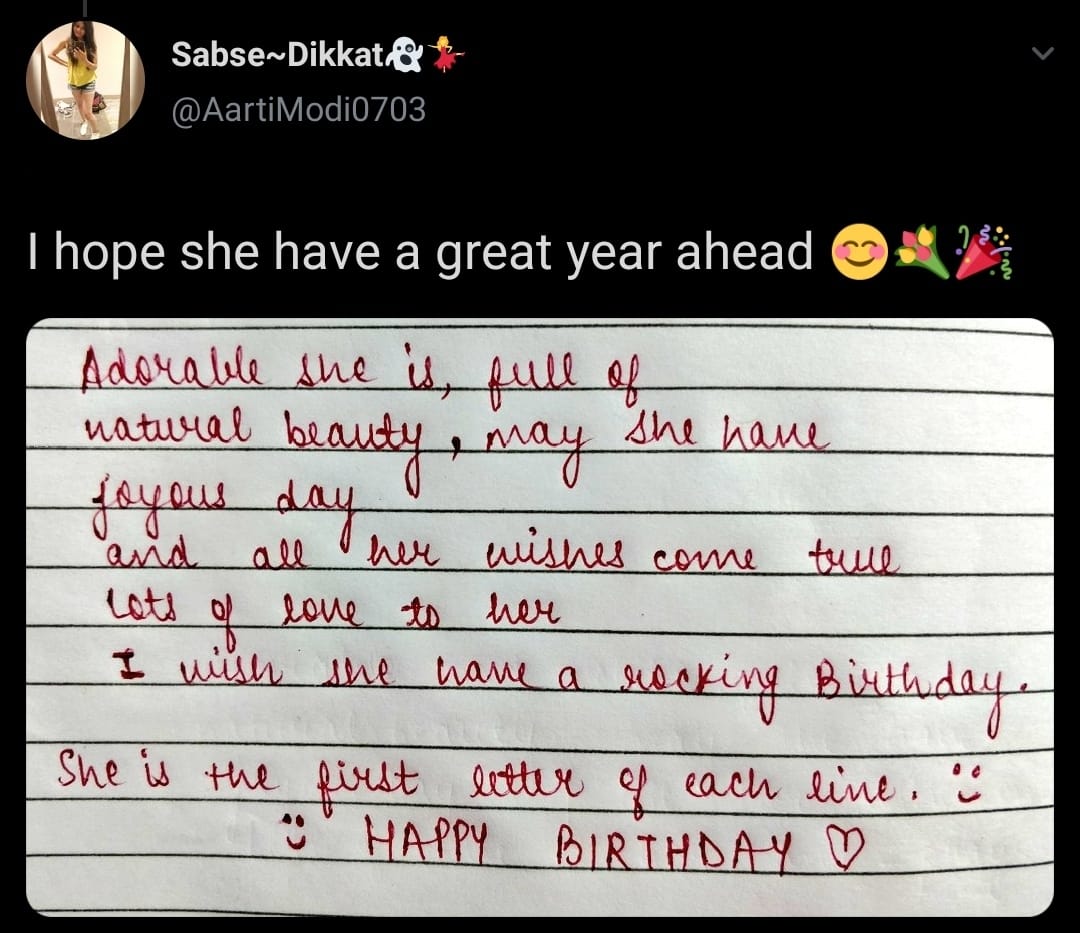 Sabse~Dikkat👻💃
@AartiModi0703
I hope she have a great year ahead 😊💐🎉
Adorable she is, full of
natural beauty, may she have
joyous day
and all her wishes come true
lots of love to her
I wish she have a rocking Birthday.
She is the first letter of each line. :)
:) HAPPY BIRTHDAY ♡